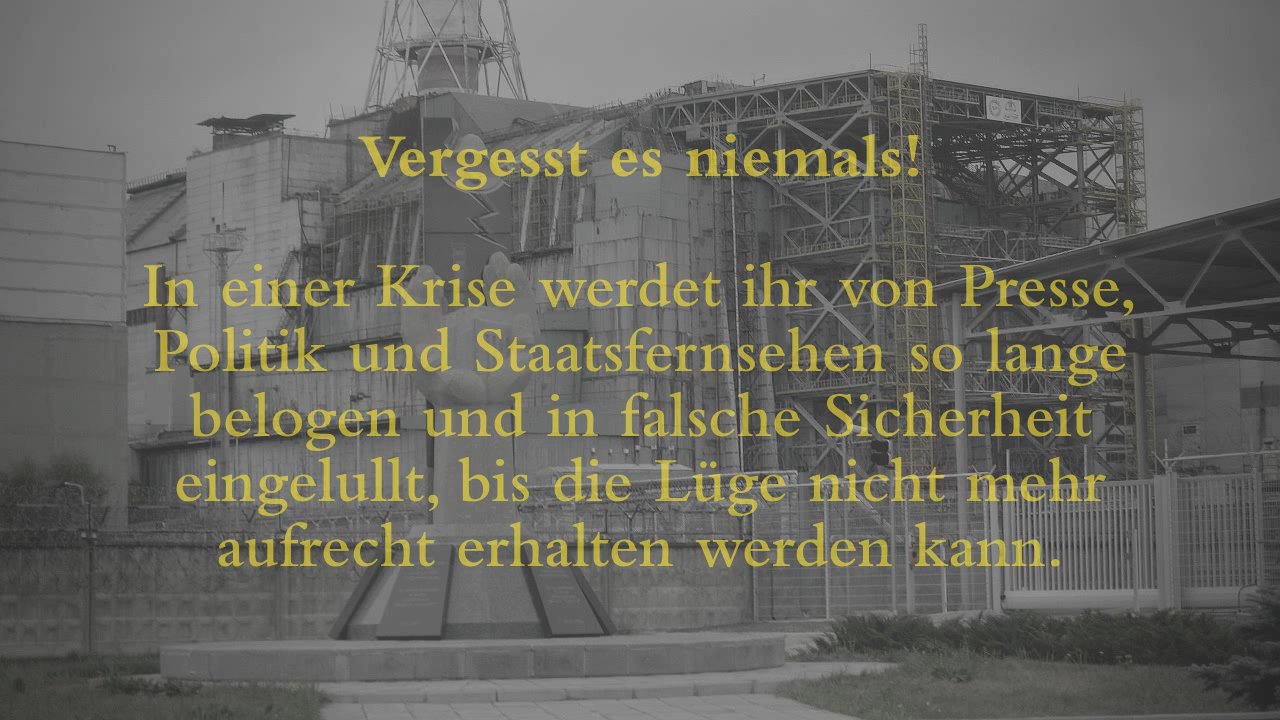 Vergesst es niemals!
In einer Krise werdet ihr von Presse,
Politik und Staatsfernsehen so lange
belogen und in falsche Sicherheit
eingelullt, bis die Lüge nicht mehr
aufrecht erhalten werden kann.